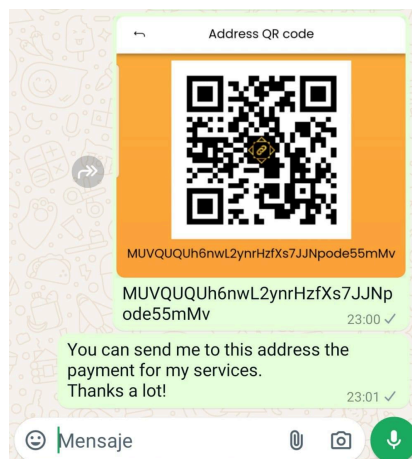 Address QR code
MUVQUQUh6nwL2ynrHzfXs7JJNpode55mMv
MUVQUQUh6nwL2ynrHzfXs7JJNp
ode55mMv
23:00
You can send me to this address the
payment for my services.
Thanks a lot!
23:01
Mensaje